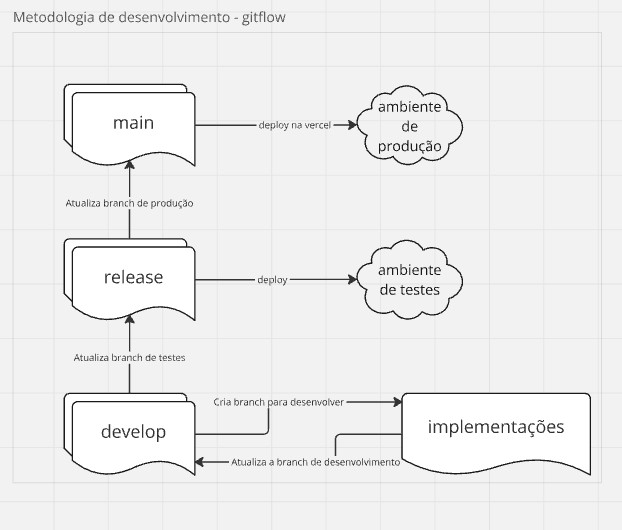 Metodologia de desenvolvimento - gitflow
main
deploy na vercel
ambiente
de
produção
Atualiza branch de produção
release
deploy
ambiente
de testes
Atualiza branch de testes
develop
Cria branch para desenvolver
implementações
Atualiza a branch de desenvolvimento